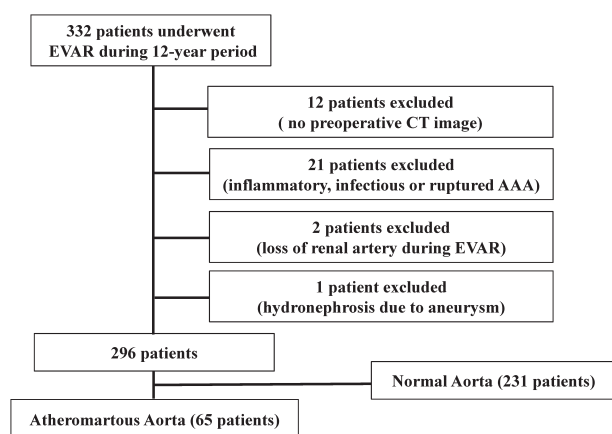 332 patients underwent
EVAR during 12-year period
12 patients excluded
( no preoperative CT image)
21 patients excluded
(inflammatory, infectious or ruptured AAA)
2 patients excluded
(loss of renal artery during EVAR)
1 patient excluded
(hydronephrosis due to aneurysm)
296 patients
Normal Aorta (231 patients)
Atheromartous Aorta (65 patients)